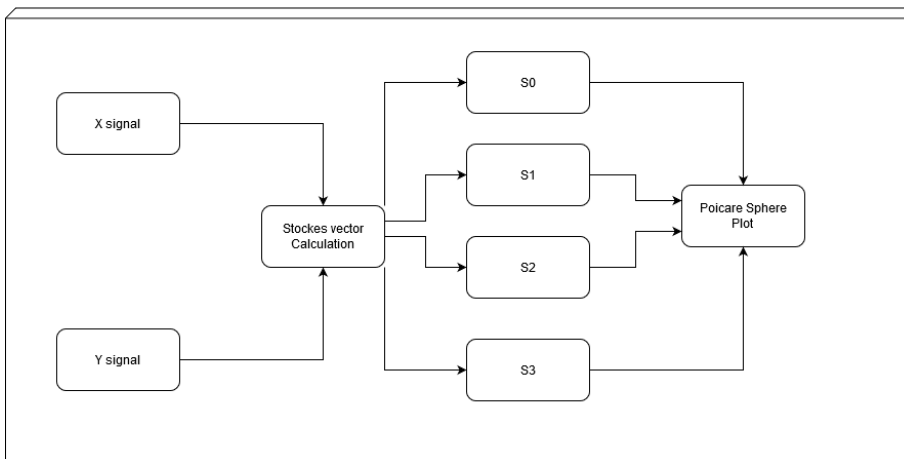 X signal
Y signal
Stockes vector
Calculation
S0
S1
S2
S3
Poicare Sphere
Plot